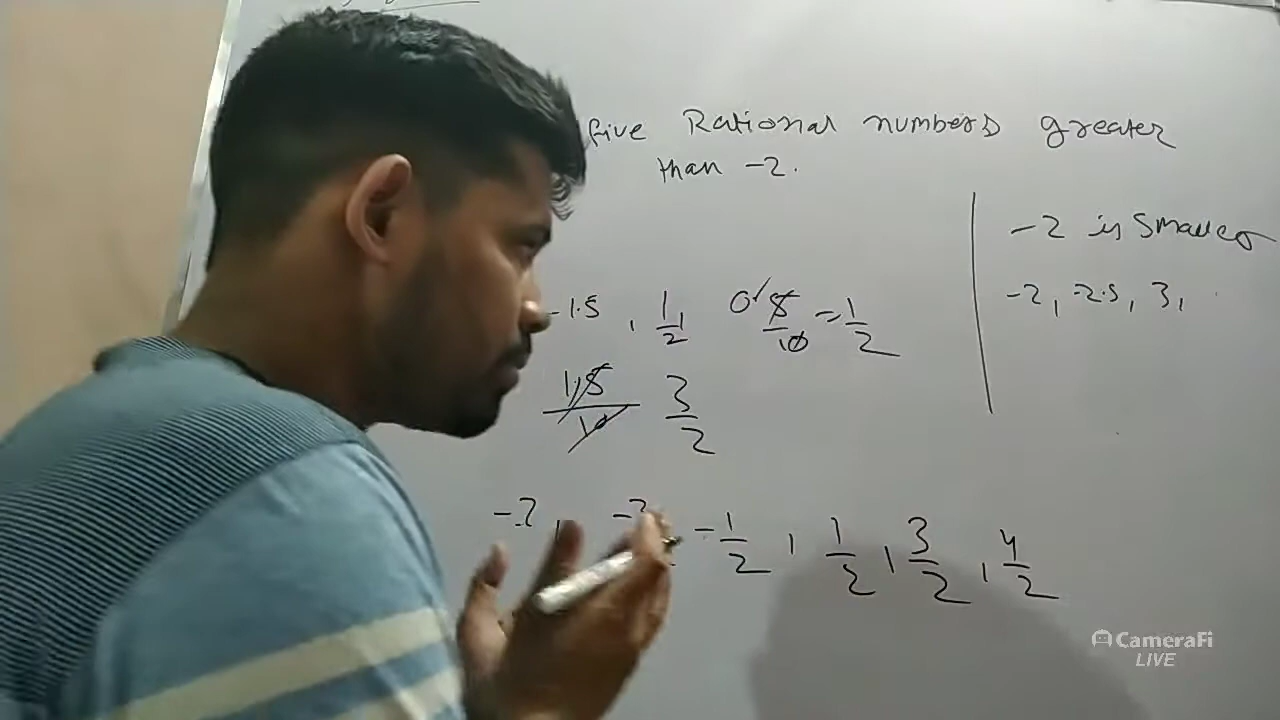 five Rational numbers greater
than -2.
-1.5 , 1/2 0.5/10 = 1/2
1.5/10 3/2
-2 , -1/2 , 1/2 , 3/2 , 4/2
-2 is Smaller
-2, -2.5, 3,
CameraFi
LIVE